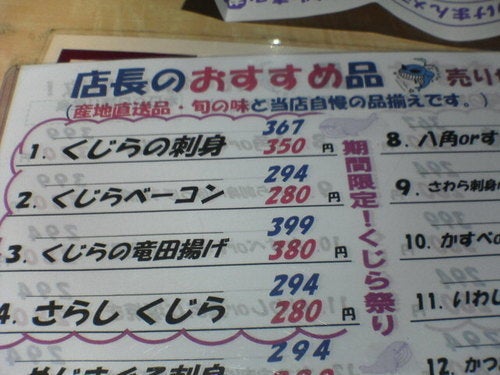 店長のおすすめ品
売り
(産地直送品・旬の味と当店自慢の品揃えです。)
1. くじらの刺身 367 350 円
2. くじらベーコン 294 280 円
3. くじらの竜田揚げ 399 380 円
4. さらし くじら 294 280 円
294
期間限定!くじら祭り
8. 八角orす
9. さわら刺身
10. かすべの
11. いわし
12. かつ